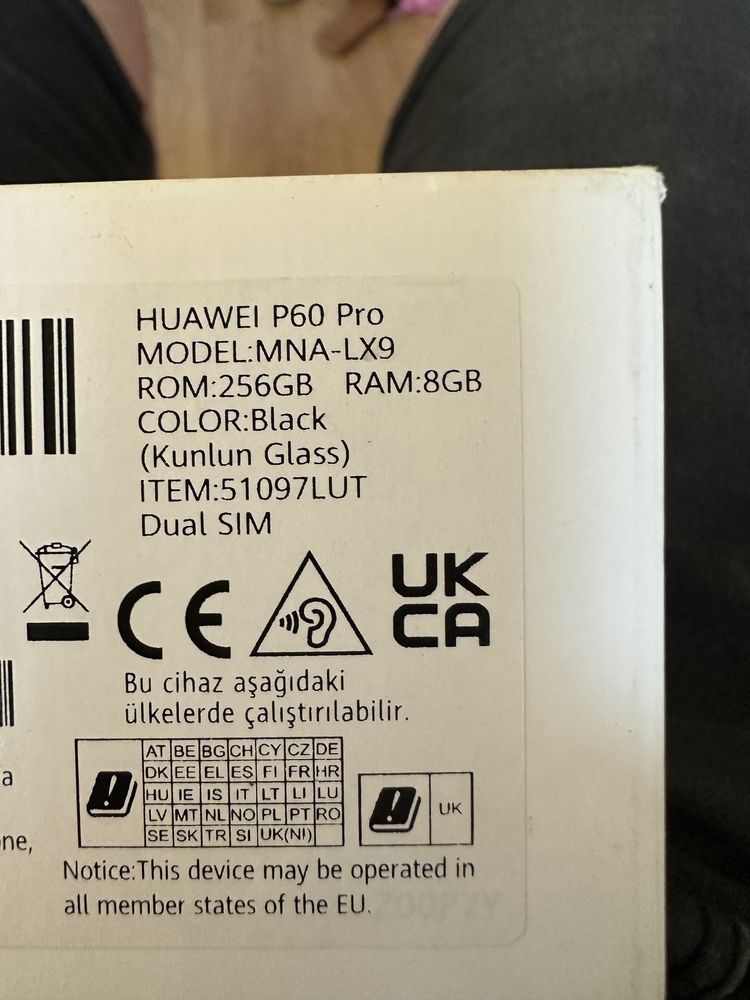 HUAWEI P60 Pro
MODEL:MNA-LX9
ROM:256GB RAM:8GB
COLOR:Black
(Kunlun Glass)
ITEM:51097LUT
Dual SIM
CE
UK
CA
Bu cihaz aşağıdaki
ülkelerde çalıştırılabilir.
AT BE BG CH CY CZ DE
DK EE EL ES FI FR HR
HU IE IS IT LT LI LU
LV MT NL NO PL PT RO
SE SK TR SI UK(NI)
UK
Notice:This device may be operated in
all member states of the EU.